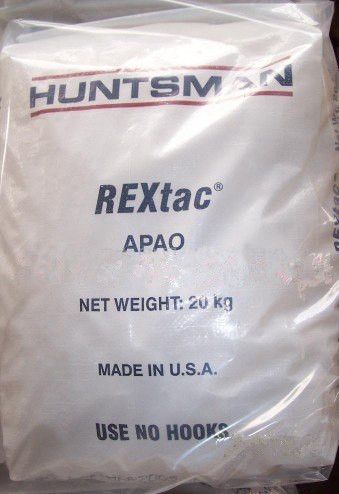 HUNTSMAN
REXtac®
APAO
NET WEIGHT: 20 kg
MADE IN U.S.A.
USE NO HOOKS